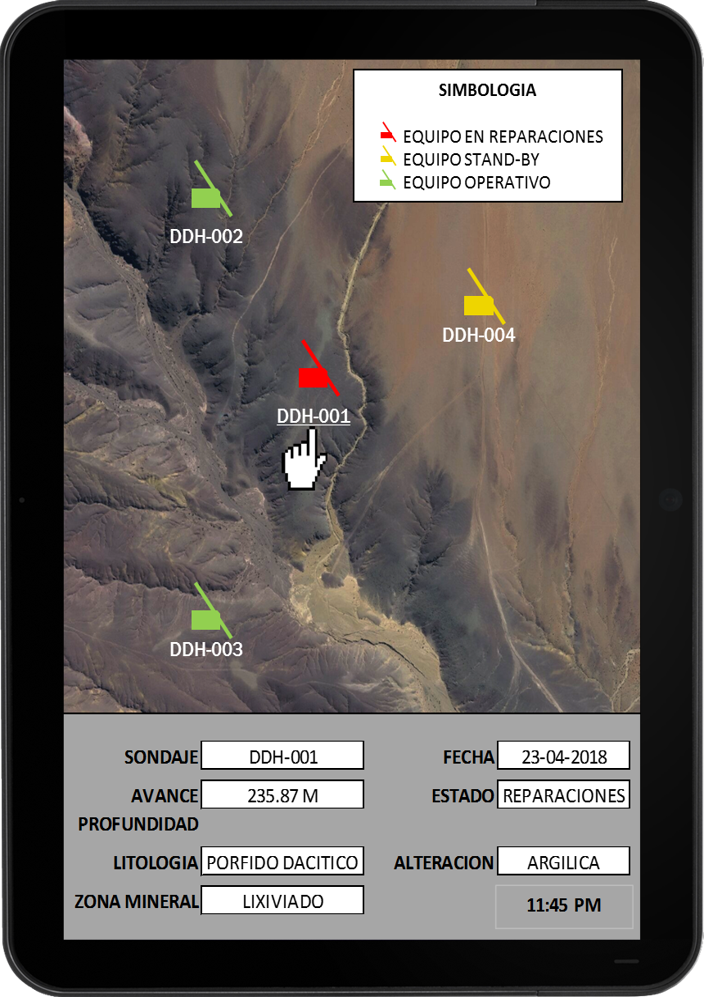 SIMBOLOGIA
EQUIPO EN REPARACIONES
EQUIPO STAND-BY
EQUIPO OPERATIVO
DDH-002
DDH-004
DDH-001
DDH-003
SONDAJE DDH-001 FECHA 23-04-2018
AVANCE 235.87 M ESTADO REPARACIONES
PROFUNDIDAD
LITOLOGIA PORFIDO DACITICO ALTERACION ARGILICA
ZONA MINERAL LIXIVIADO 11:45 PM